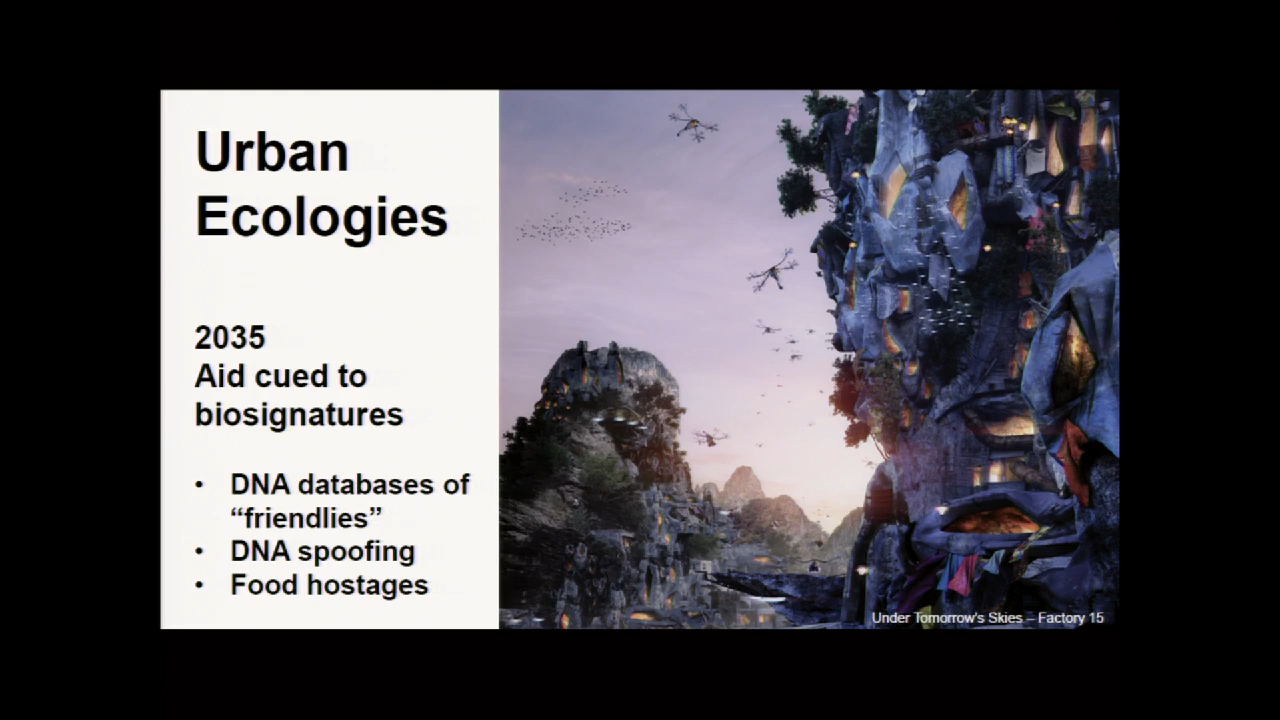 Urban
Ecologies
2035
Aid cued to
biosignatures
• DNA databases of
“friendlies”
• DNA spoofing
• Food hostages
Under Tomorrow's Skies – Factory 15